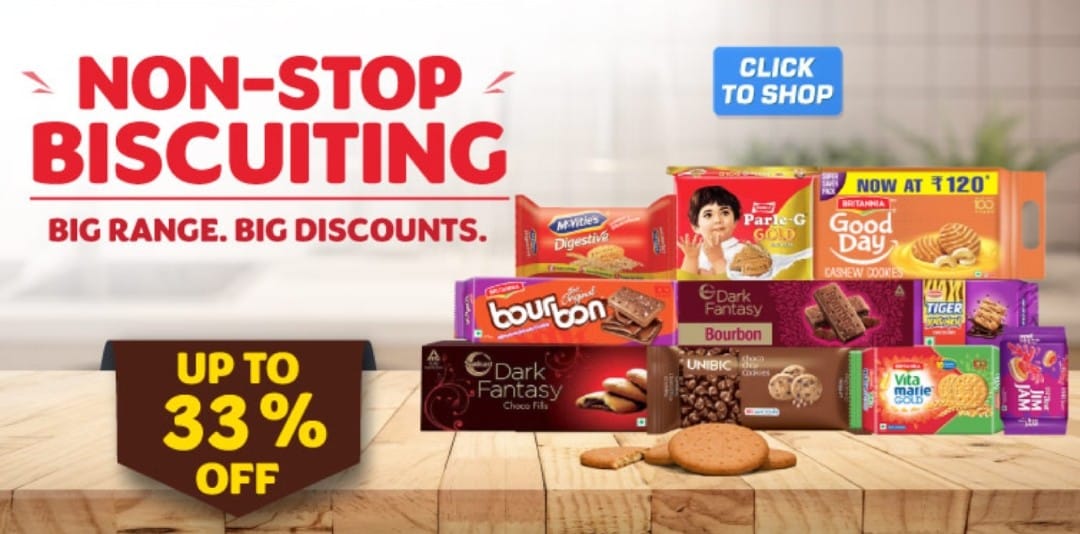 NON-STOP
BISCUITING
BIG RANGE. BIG DISCOUNTS.
UP TO
33% OFF
CLICK
TO SHOP
McVitie's
Digestive
PARLE
Parle-G
GOLD
SUPER
SAVER
PACK
NOW AT ₹120*
BRITANNIA
100
Good
Day
CASHEW COOKIES
BRITANNIA
the Original
bourbon
Dark
Fantasy
Bourbon
TIGER
KRUNCH
Dark
Fantasy
Choco Fills
UNIBIC
choco
chip
Cookies
BRITANNIA
Vita
marie
GOLD
JIM
JAM